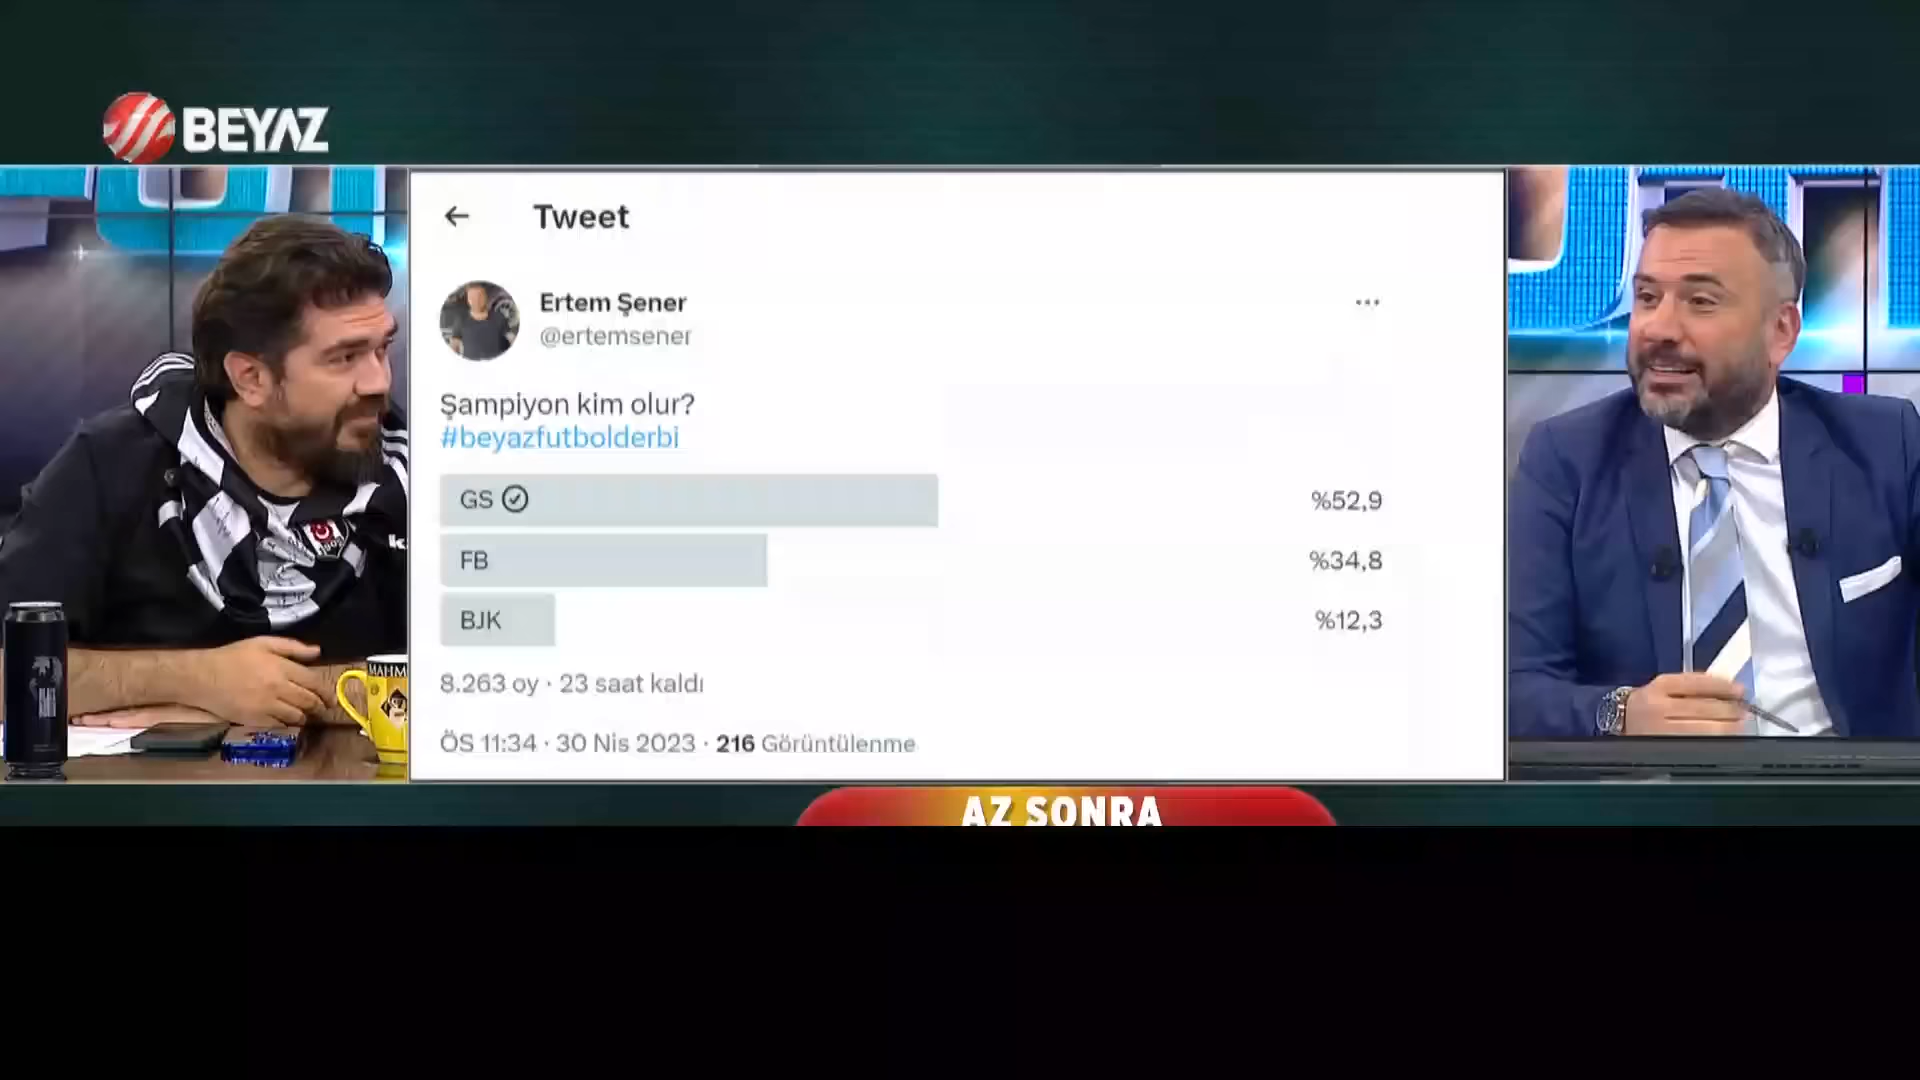 BEYAZ
Tweet
Ertem Şener
@ertemsener
Şampiyon kim olur?
#beyazfutbolderbi
GS %52,9
FB %34,8
BJK %12,3
8.263 oy · 23 saat kaldı
ÖS 11:34 · 30 Nis 2023 · 216 Görüntülenme
MAHM
AZ SONRA